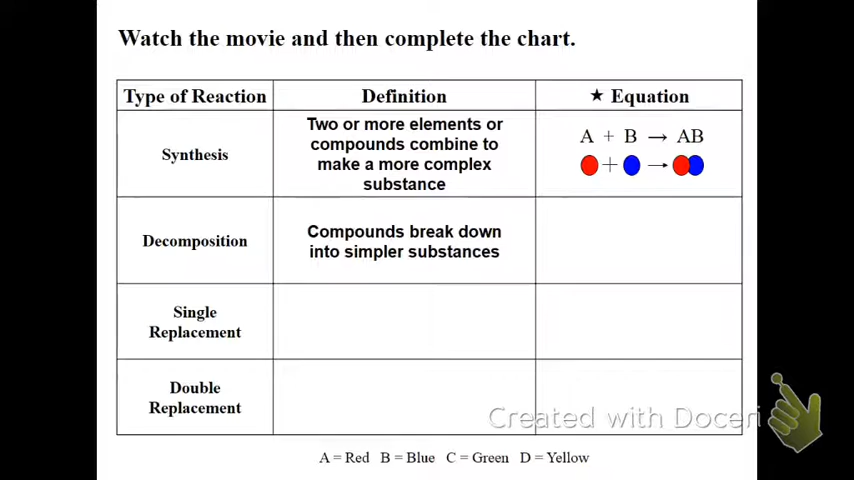 Watch the movie and then complete the chart.
Type of Reaction
Definition
★ Equation
Synthesis
Two or more elements or
compounds combine to
make a more complex
substance
A + B → AB
+ →
Decomposition
Compounds break down
into simpler substances
Single
Replacement
Double
Replacement
Created with Doceri
A = Red B = Blue C = Green D = Yellow